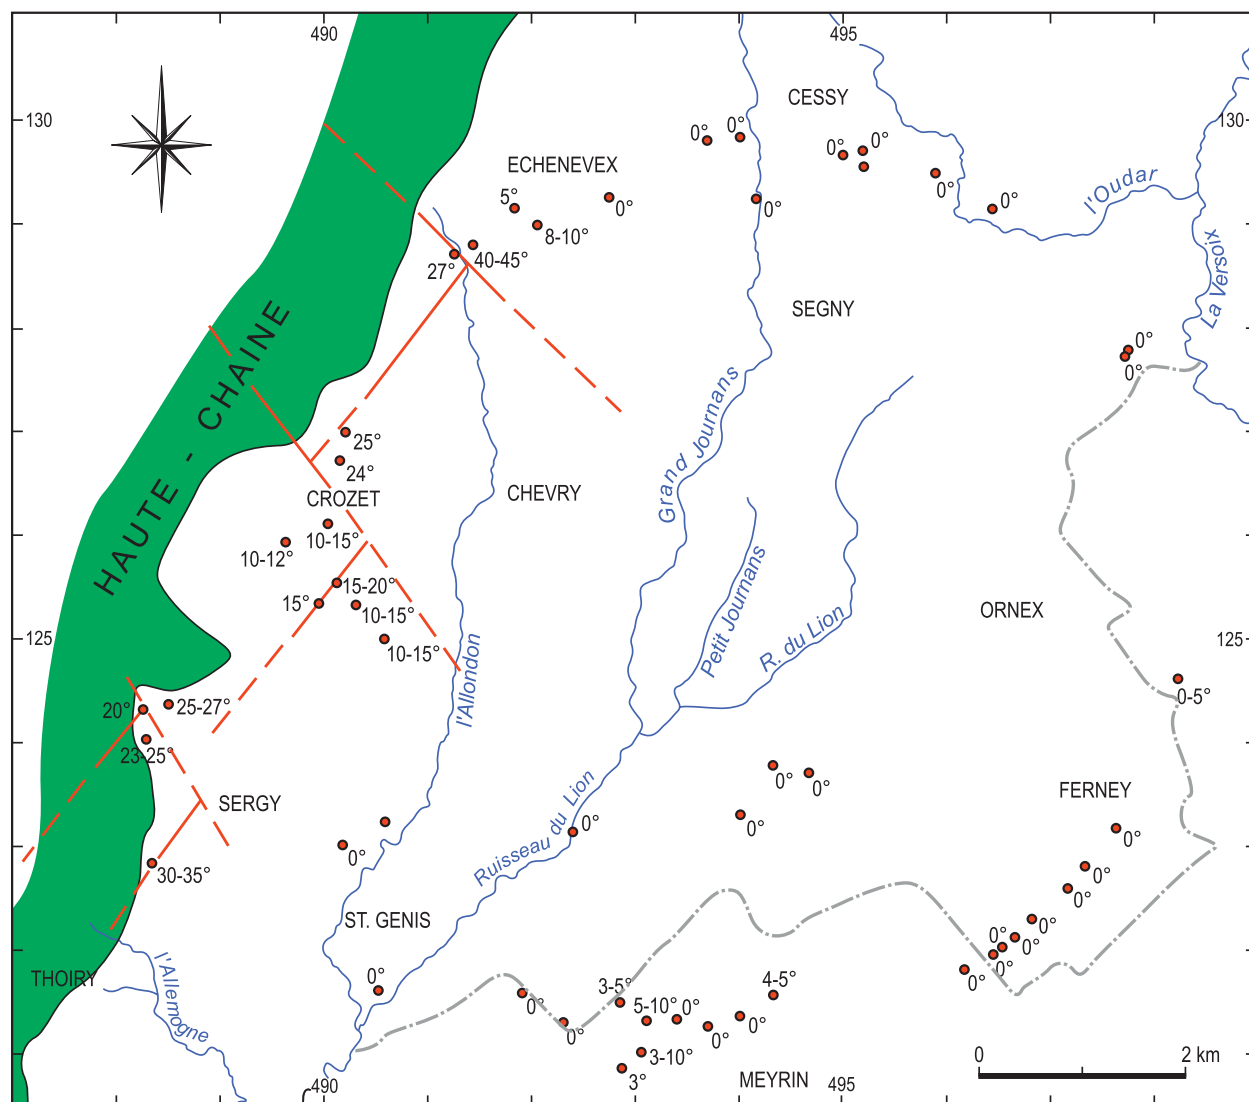 490
495
130
130
CESSY
0°
0°
0°
0°
ECHENEVEX
5°
0°
0°
0°
0°
l'Oudar
8-10°
40-45°
27°
La Versoix
SEGNY
HAUTE - CHAINE
0°
0°
25°
24°
Grand Journans
CROZET
CHEVRY
10-15°
10-12°
15-20°
15°
10-15°
Petit Journans
R. du Lion
ORNEX
10-15°
125
125
l'Allondon
0-5°
25-27°
20°
23-25°
0°
0°
SERGY
FERNEY
0°
0°
Ruisseau du Lion
0°
0°
30-35°
0°
0°
ST. GENIS
0°
0°
0°
THOIRY
l'Allemogne
0°
0°
3-5°
4-5°
0°
5-10°
0°
0°
0°
0°
3-10°
3°
0
2 km
490
MEYRIN
495